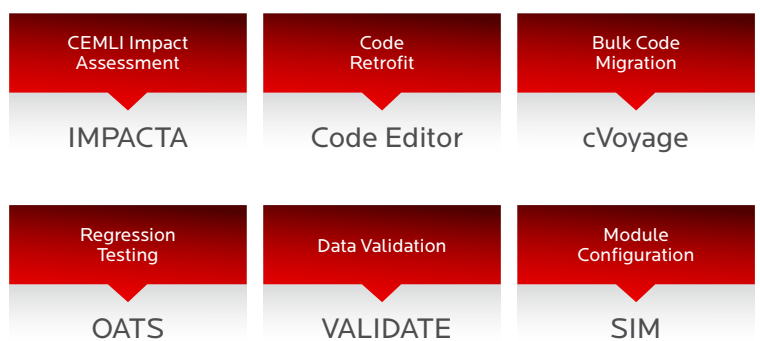 CEMLI Impact
Assessment
IMPACTA
Code
Retrofit
Code Editor
Bulk Code
Migration
cVoyage
Regression
Testing
OATS
Data Validation
VALIDATE
Module
Configuration
SIM